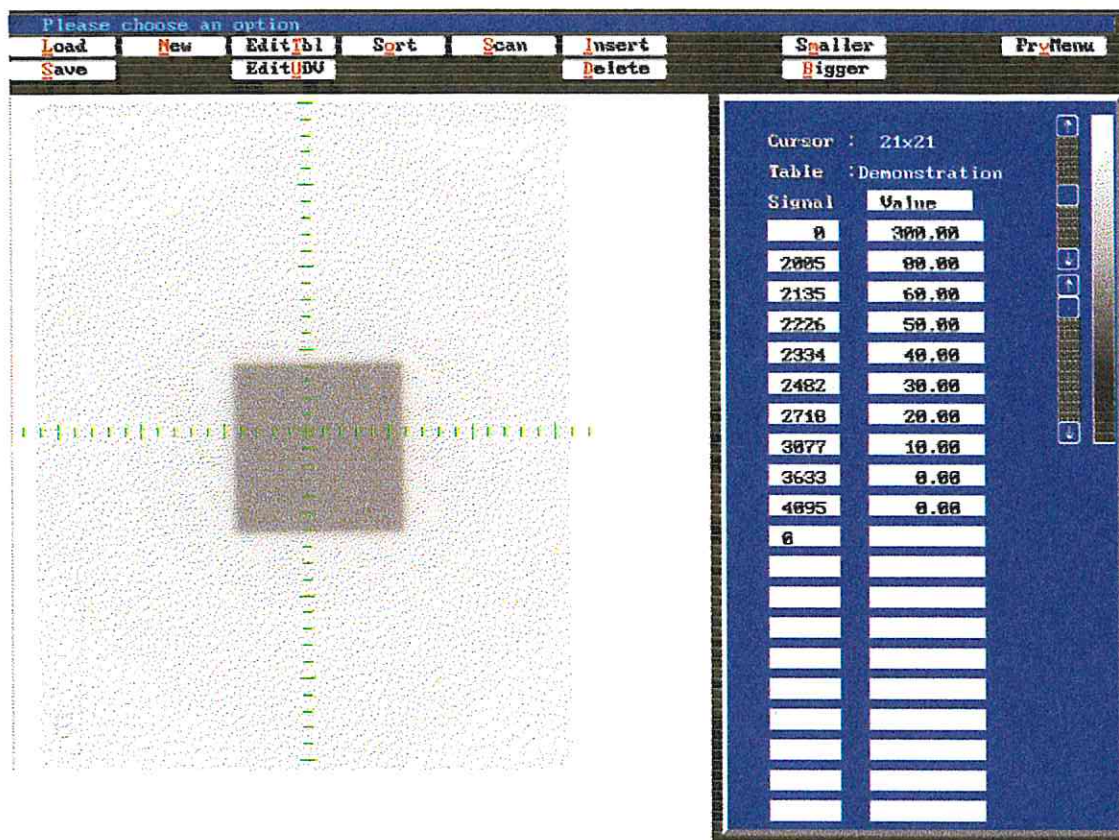 Please choose an option
Load New EditTbl Sort Scan Insert Smaller PrvMenu
Save EditUDV Delete Bigger
Cursor : 21x21
Table :Demonstration
Signal Value
0 300.00
2005 80.00
2135 60.00
2226 50.00
2334 40.00
2482 30.00
2718 20.00
3077 10.00
3633 0.00
4095 0.00
0